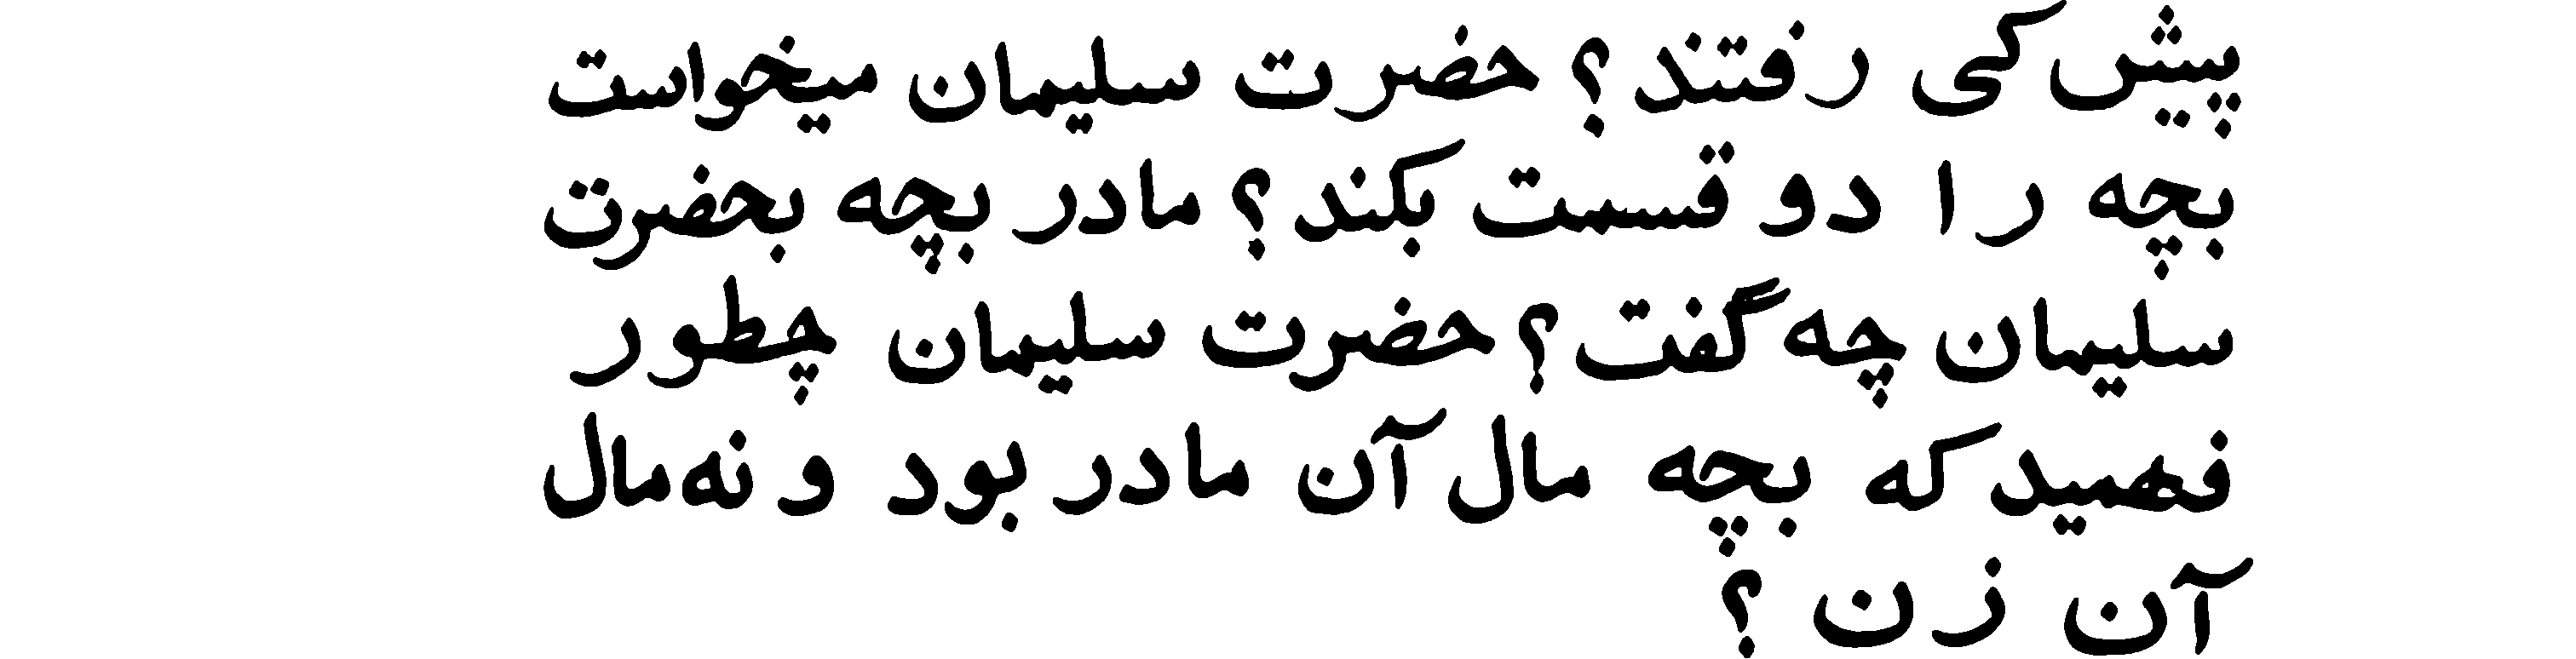 پیش کی رفتند؟ حضرت سلیمان میخواست
بچه را دو قسمت بکند؟ مادر بچه بحضرت
سلیمان چه گفت؟ حضرت سلیمان چطور
فهمید که بچه مال آن مادر بود و نه مال
آن زن؟